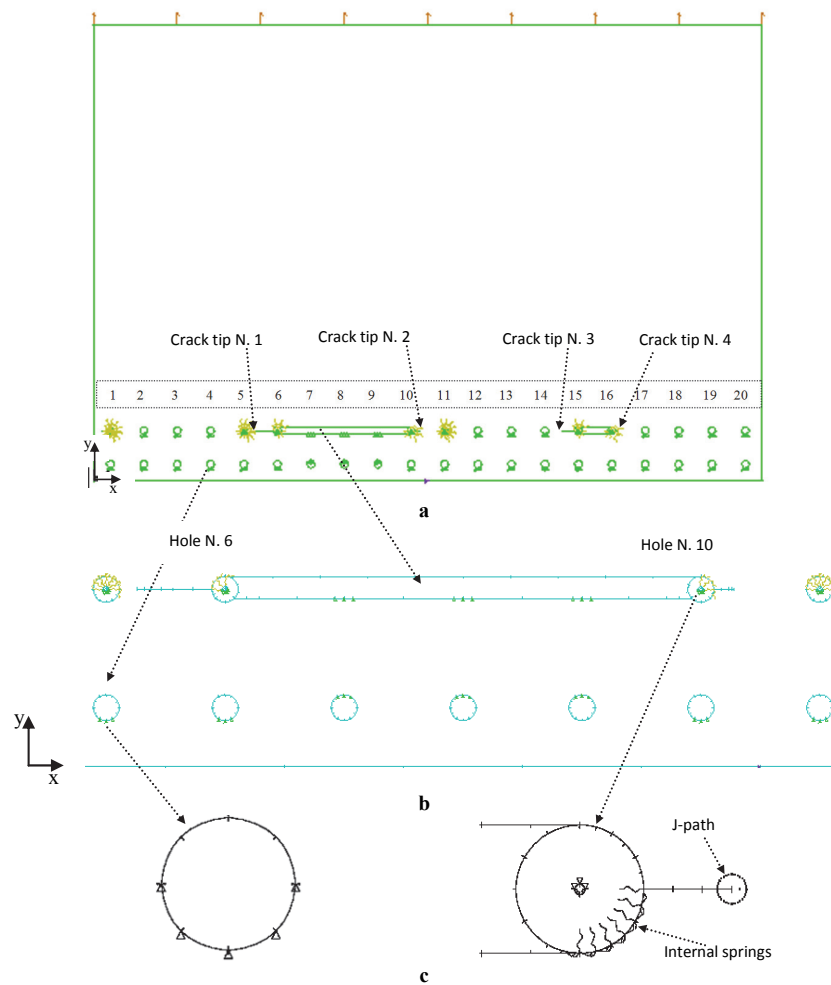 Crack tip N. 1
Crack tip N. 2
Crack tip N. 3
Crack tip N. 4
1 2 3 4 5 6 7 8 9 10 11 12 13 14 15 16 17 18 19 20
y
x
a
Hole N. 6
Hole N. 10
y
x
b
J-path
Internal springs
c